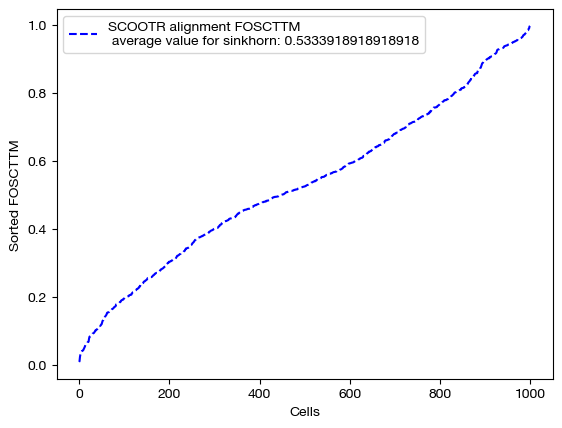 SCOOTR alignment FOSCTTM
average value for sinkhorn: 0.5333918918918918
1.0
0.8
0.6
0.4
0.2
0.0
Sorted FOSCTTM
0 200 400 600 800 1000
Cells